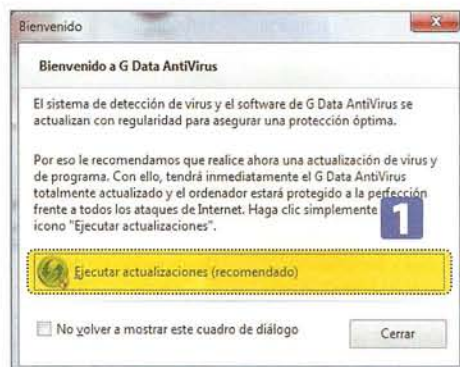 Bienvenido
Bienvenido a G Data AntiVirus
El sistema de detección de virus y el software de G Data AntiVirus se
actualizan con regularidad para asegurar una protección óptima.
Por eso le recomendamos que realice ahora una actualización de virus y
de programa. Con ello, tendrá inmediatamente el G Data AntiVirus
totalmente actualizado y el ordenador estará protegido a la perfección
frente a todos los ataques de Internet. Haga clic simplemente
icono "Ejecutar actualizaciones".
1
Ejecutar actualizaciones (recomendado)
No volver a mostrar este cuadro de diálogo
Cerrar